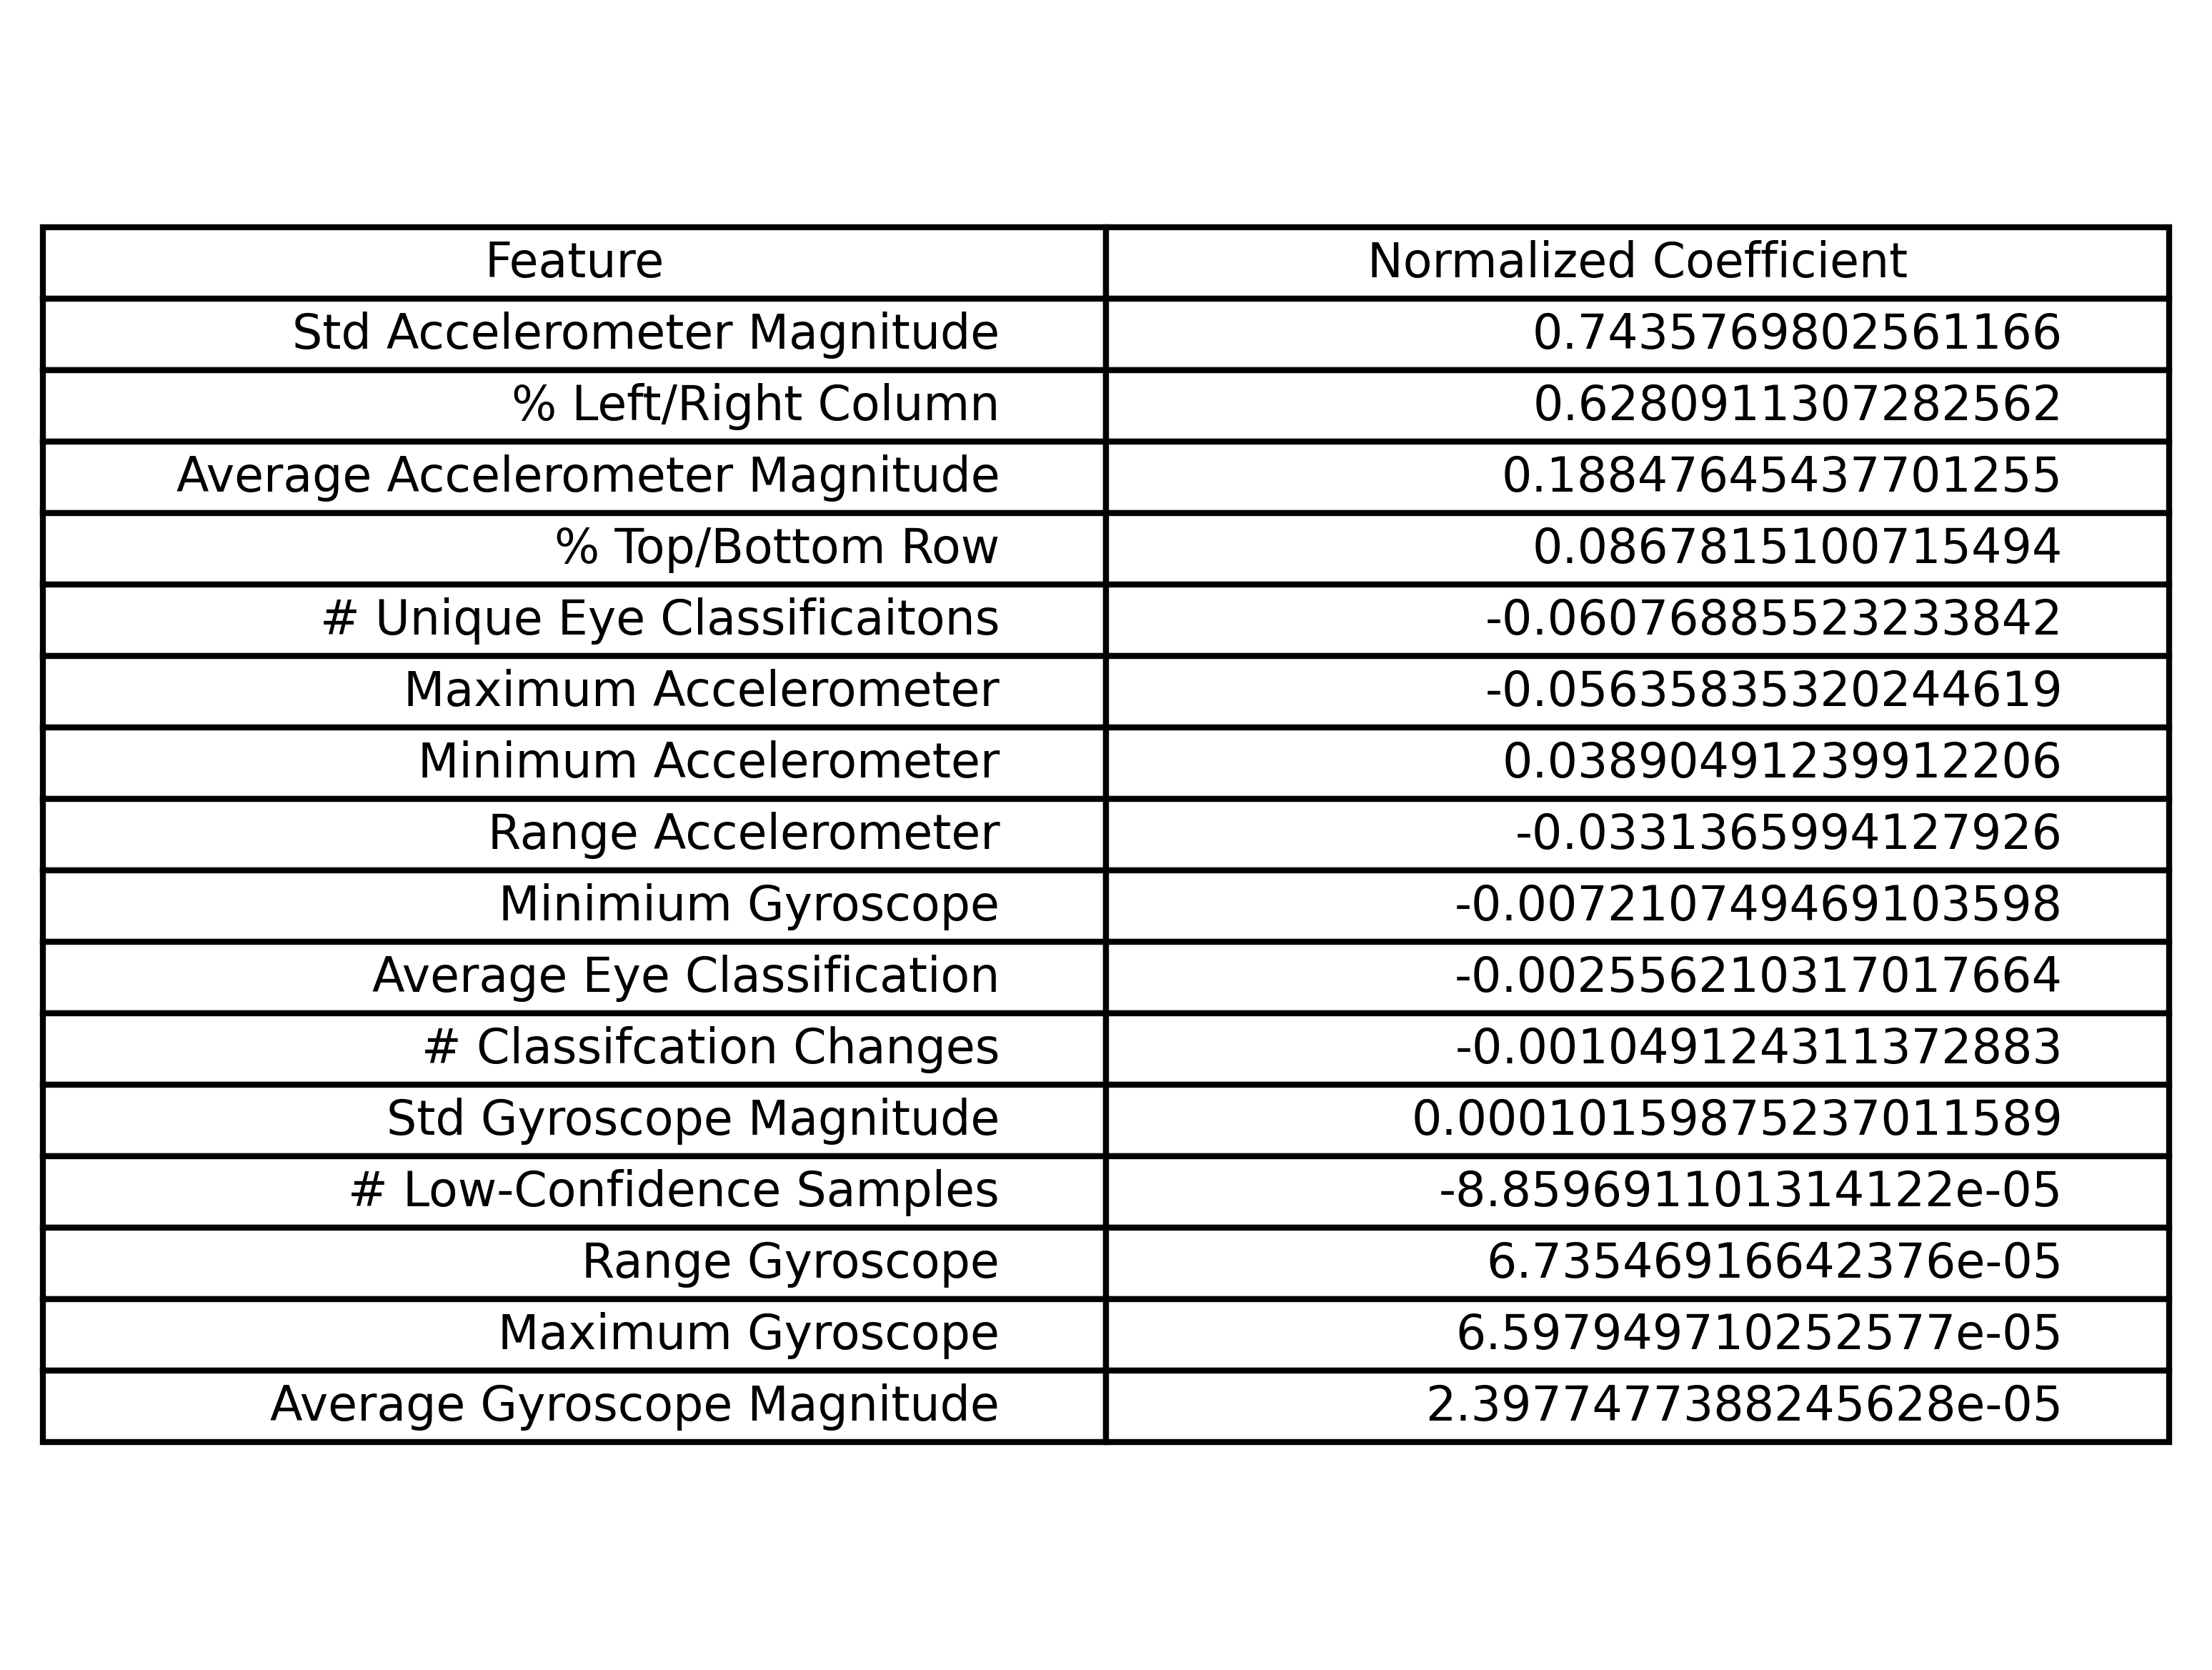 Feature Normalized Coefficient
Std Accelerometer Magnitude 0.7435769802561166
% Left/Right Column 0.6280911307282562
Average Accelerometer Magnitude 0.18847645437701255
% Top/Bottom Row 0.0867815100715494
# Unique Eye Classificaitons -0.06076885523233842
Maximum Accelerometer -0.05635835320244619
Minimum Accelerometer 0.03890491239912206
Range Accelerometer -0.0331365994127926
Minimium Gyroscope -0.007210749469103598
Average Eye Classification -0.002556210317017664
# Classifcation Changes -0.001049124311372883
Std Gyroscope Magnitude 0.00010159875237011589
# Low-Confidence Samples -8.859691101314122e-05
Range Gyroscope 6.73546916642376e-05
Maximum Gyroscope 6.597949710252577e-05
Average Gyroscope Magnitude 2.3977477388245628e-05